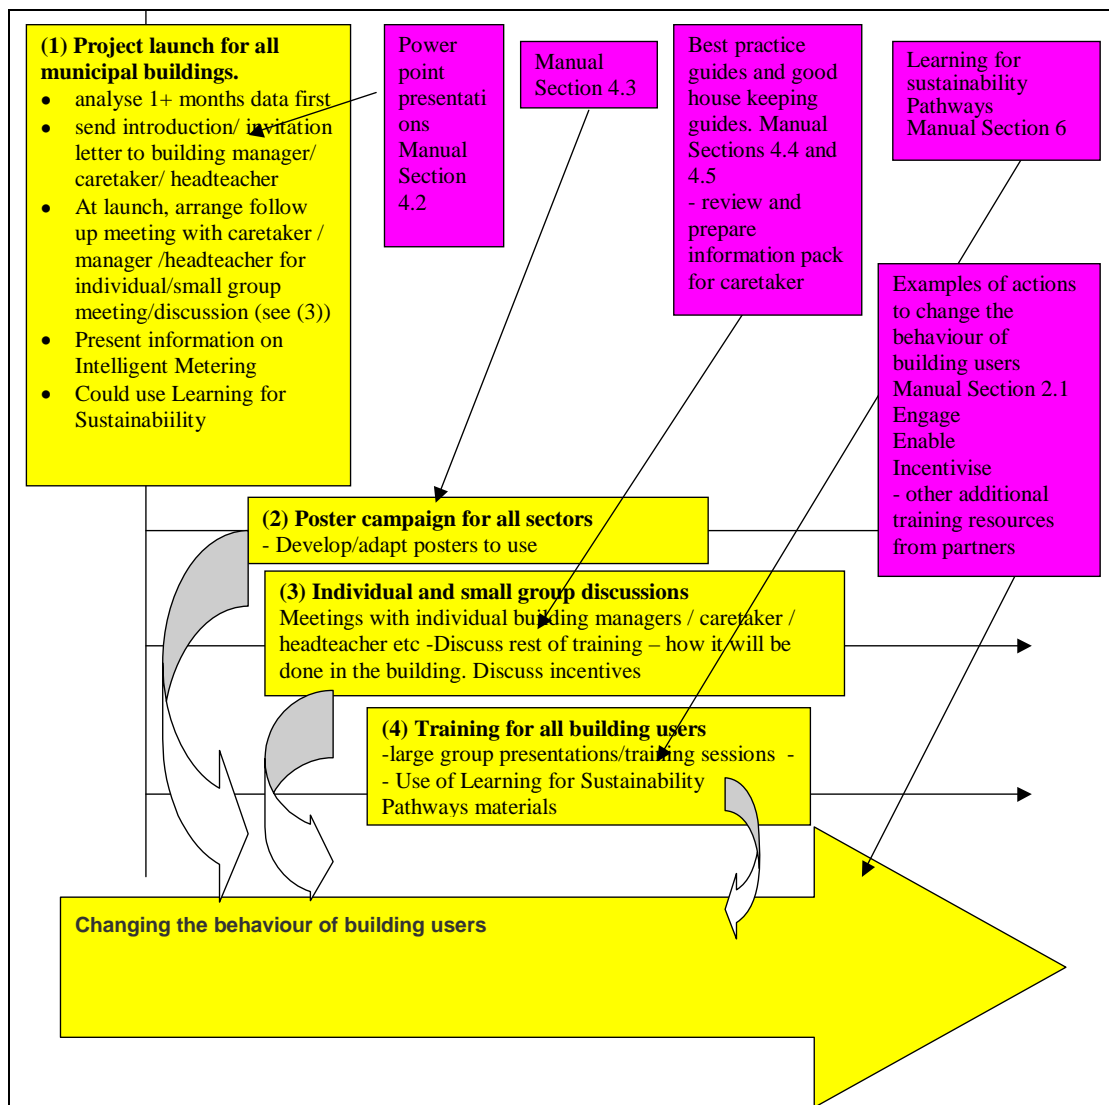 (1) Project launch for all
municipal buildings.
• analyse 1+ months data first
• send introduction/ invitation
letter to building manager/
caretaker/ headteacher
• At launch, arrange follow
up meeting with caretaker /
manager /headteacher for
individual/small group
meeting/discussion (see (3))
• Present information on
Intelligent Metering
• Could use Learning for
Sustainabiility
Power
point
presentati
ons
Manual
Section
4.2
Manual
Section 4.3
Best practice
guides and good
house keeping
guides. Manual
Sections 4.4 and
4.5
- review and
prepare
information pack
for caretaker
Learning for
sustainability
Pathways
Manual Section 6
Examples of actions
to change the
behaviour of
building users
Manual Section 2.1
Engage
Enable
Incentivise
- other additional
training resources
from partners
(2) Poster campaign for all sectors
- Develop/adapt posters to use
(3) Individual and small group discussions
Meetings with individual building managers / caretaker /
headteacher etc -Discuss rest of training – how it will be
done in the building. Discuss incentives
(4) Training for all building users
-large group presentations/training sessions -
- Use of Learning for Sustainability
Pathways materials
Changing the behaviour of building users